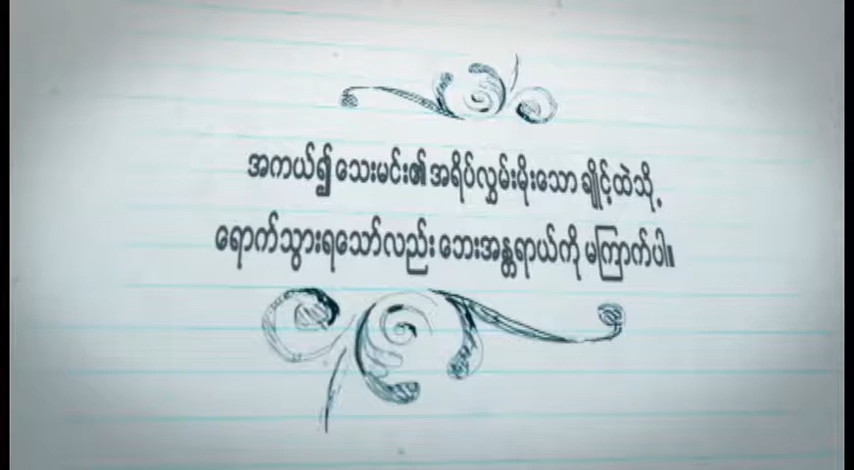 အကယ်၍ သေးမင်း၏ အရိပ်လွှမ်းမိုးသော ချိုင့်ထဲသို့
ရောက်သွားရသော်လည်း ဘေးအန္တရာယ်ကို မကြောက်ပါ။